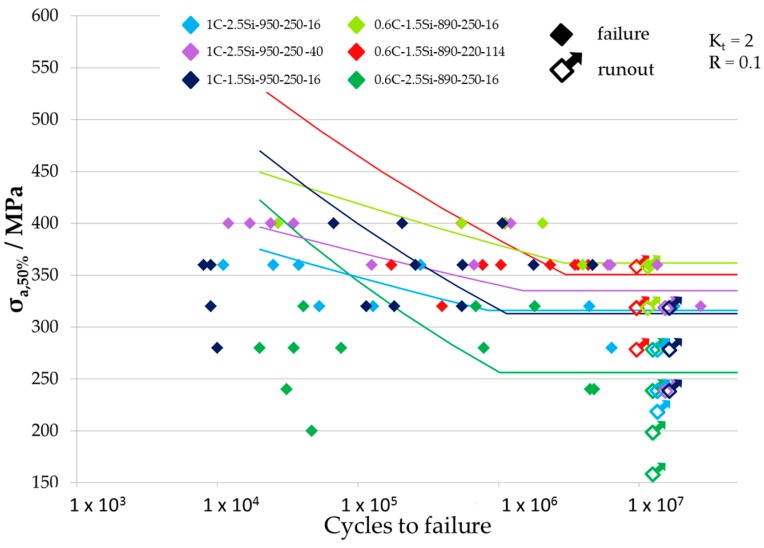 600
550
500
450
400
350
300
250
200
150
σa,50% / MPa
1C-2.5Si-950-250-16
1C-2.5Si-950-250-40
1C-1.5Si-950-250-16
0.6C-1.5Si-890-250-16
0.6C-1.5Si-890-220-114
0.6C-2.5Si-890-250-16
failure
runout
Kt = 2
R = 0.1
1 x 10³
1 x 10⁴
1 x 10⁵
1 x 10⁶
1 x 10⁷
Cycles to failure